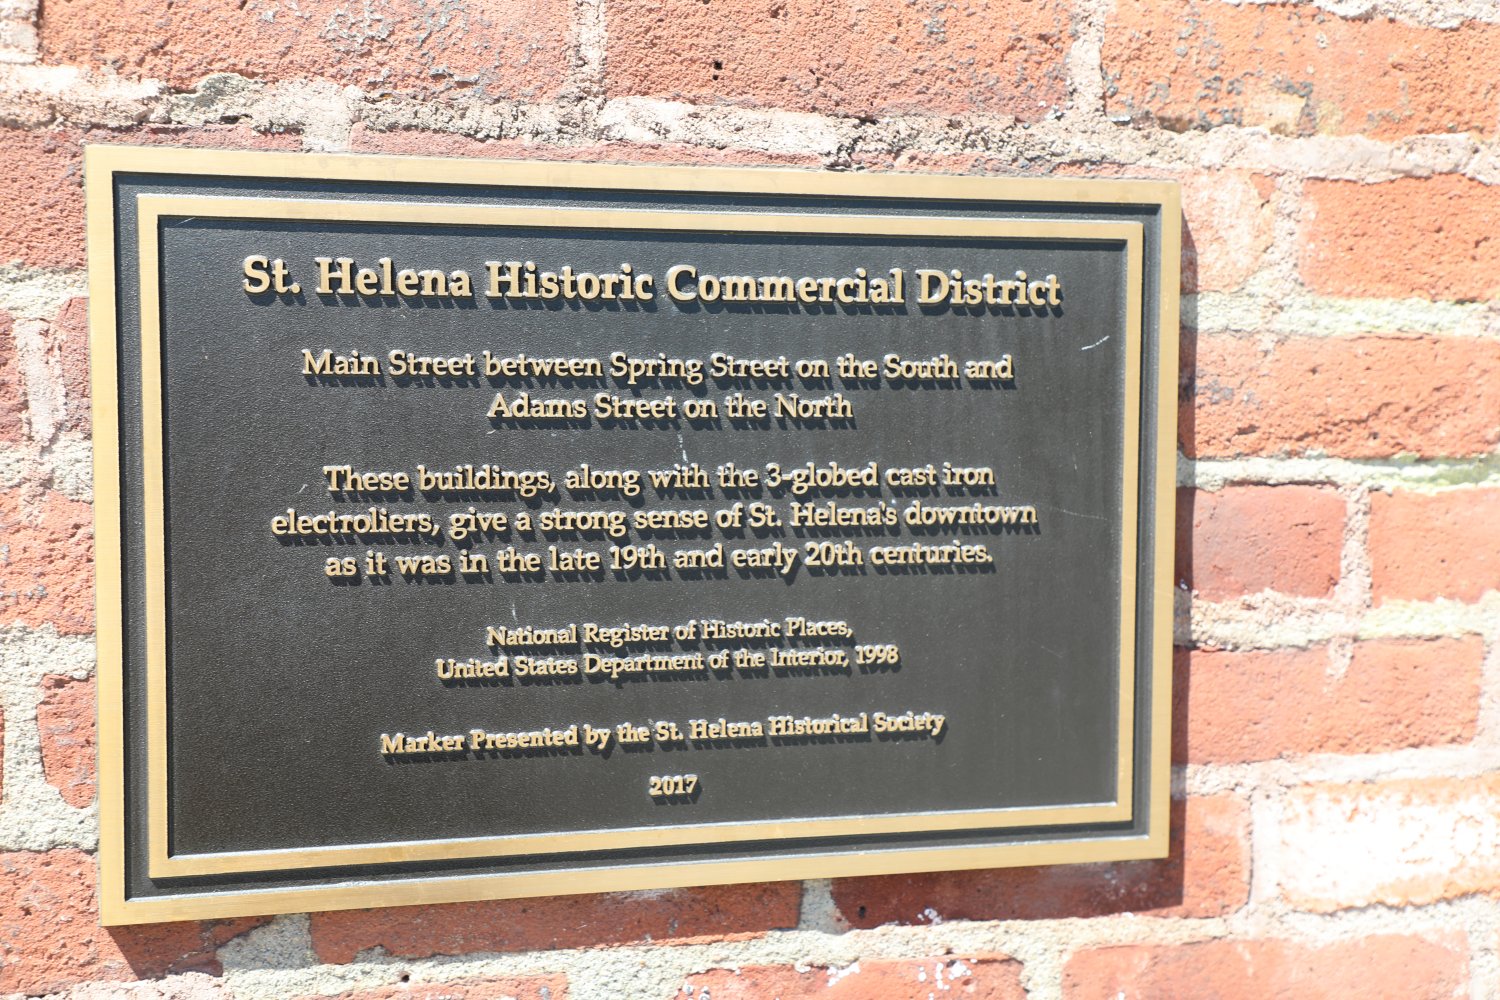 St. Helena Historic Commercial District
Main Street between Spring Street on the South and
Adams Street on the North
These buildings, along with the 3-globed cast iron
electroliers, give a strong sense of St. Helena's downtown
as it was in the late 19th and early 20th centuries.
National Register of Historic Places,
United States Department of the Interior, 1998
Marker Presented by the St. Helena Historical Society
2017